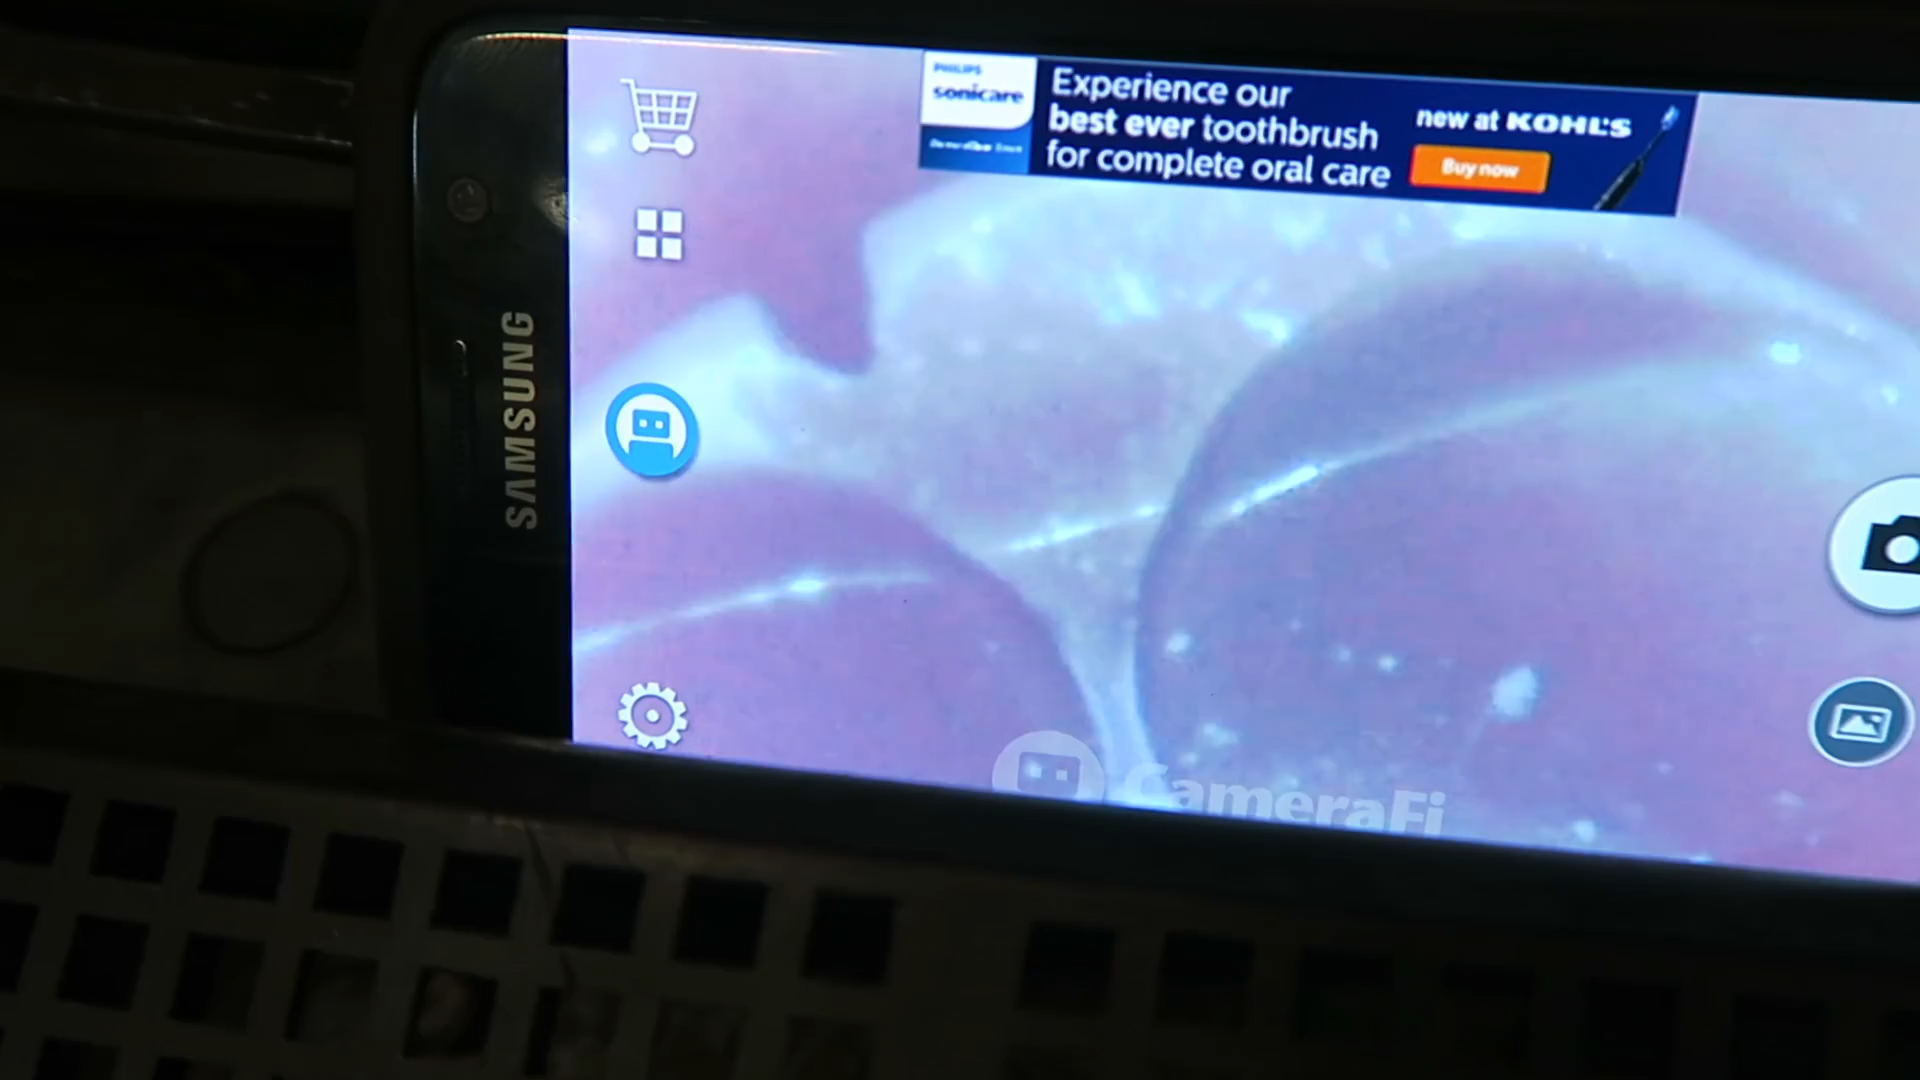 SAMSUNG
PHILIPS
sonicare
Experience our
best ever toothbrush
for complete oral care
new at KOHL'S
Buy now
CameraFi